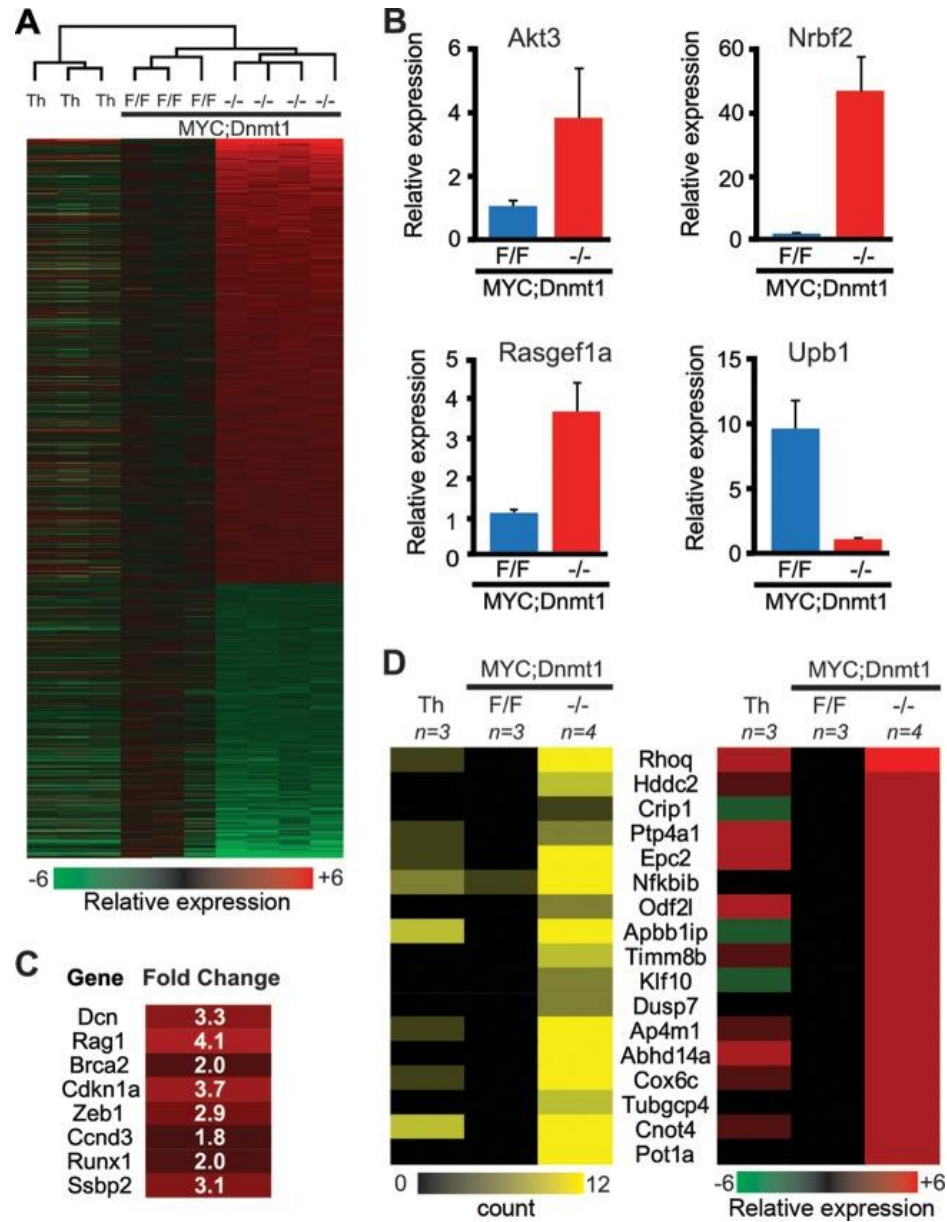 A
Th Th Th F/F F/F F/F -/- -/- -/- -/-
MYC;Dnmt1
-6 +6
Relative expression
B
Akt3
Relative expression
6
4
2
0
F/F -/-
MYC;Dnmt1
Nrbf2
Relative expression
60
40
20
0
F/F -/-
MYC;Dnmt1
Rasgef1a
Relative expression
5
4
3
2
1
0
F/F -/-
MYC;Dnmt1
Upb1
Relative expression
15
10
5
0
F/F -/-
MYC;Dnmt1
C
Gene Fold Change
Dcn 3.3
Rag1 4.1
Brca2 2.0
Cdkn1a 3.7
Zeb1 2.9
Ccnd3 1.8
Runx1 2.0
Ssbp2 3.1
D
MYC;Dnmt1 MYC;Dnmt1
Th F/F -/- Th F/F -/-
n=3 n=3 n=4 n=3 n=3 n=4
Rhoq
Hddc2
Crip1
Ptp4a1
Epc2
Nfkbib
Odf2l
Apbb1ip
Timm8b
Klf10
Dusp7
Ap4m1
Abhd14a
Cox6c
Tubgcp4
Cnot4
Pot1a
0 12
count
-6 +6
Relative expression